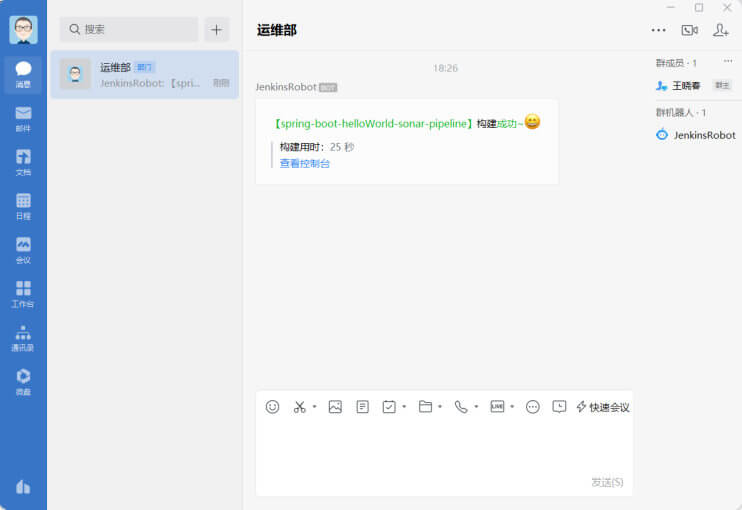 消息
邮件
文档
日程
会议
工作台
通讯录
微盘
搜索
运维部 部门
JenkinsRobot: 【spri... 刚刚
运维部
18:26
JenkinsRobot BOT
【spring-boot-helloWorld-sonar-pipeline】构建成功~
构建用时：25 秒
查看控制台
LIVE 快速会议
发送(S)
群成员 · 1
王晓春 群主
群机器人 · 1
JenkinsRobot